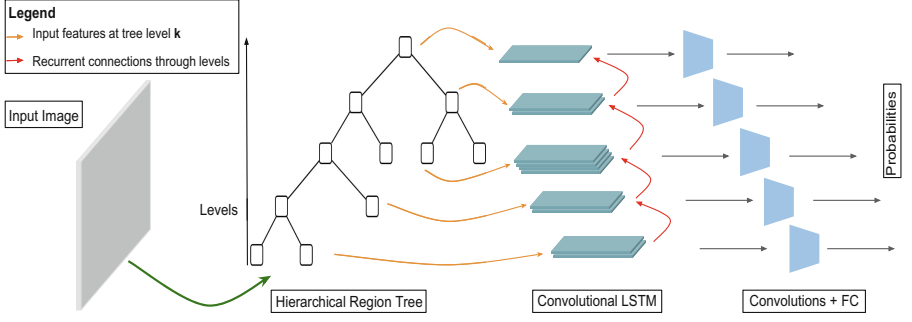 Legend
Input features at tree level k
Recurrent connections through levels
Input Image
Levels
Probabilities
Hierarchical Region Tree
Convolutional LSTM
Convolutions + FC